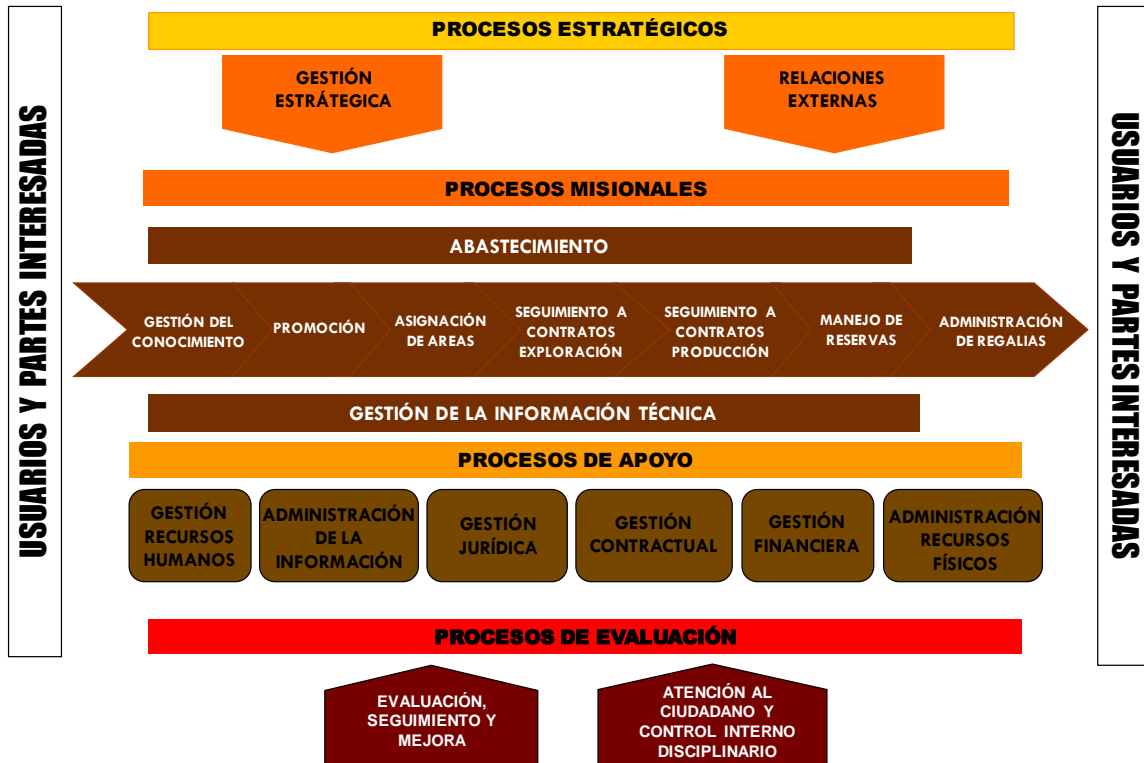 USUARIOS Y PARTES INTERESADAS
PROCESOS ESTRATÉGICOS
GESTIÓN
ESTRÁTEGICA
RELACIONES
EXTERNAS
PROCESOS MISIONALES
ABASTECIMIENTO
GESTIÓN DEL
CONOCIMIENTO
PROMOCIÓN
ASIGNACIÓN
DE AREAS
SEGUIMIENTO A
CONTRATOS
EXPLORACIÓN
SEGUIMIENTO A
CONTRATOS
PRODUCCIÓN
MANEJO DE
RESERVAS
ADMINISTRACIÓN
DE REGALIAS
GESTIÓN DE LA INFORMACIÓN TÉCNICA
PROCESOS DE APOYO
GESTIÓN
RECURSOS
HUMANOS
ADMINISTRACIÓN
DE LA
INFORMACIÓN
GESTIÓN
JURÍDICA
GESTIÓN
CONTRACTUAL
GESTIÓN
FINANCIERA
ADMINISTRACIÓN
RECURSOS
FÍSICOS
PROCESOS DE EVALUACIÓN
EVALUACIÓN,
SEGUIMIENTO Y
MEJORA
ATENCIÓN AL
CIUDADANO Y
CONTROL INTERNO
DISCIPLINARIO
USUARIOS Y PARTES INTERESADAS